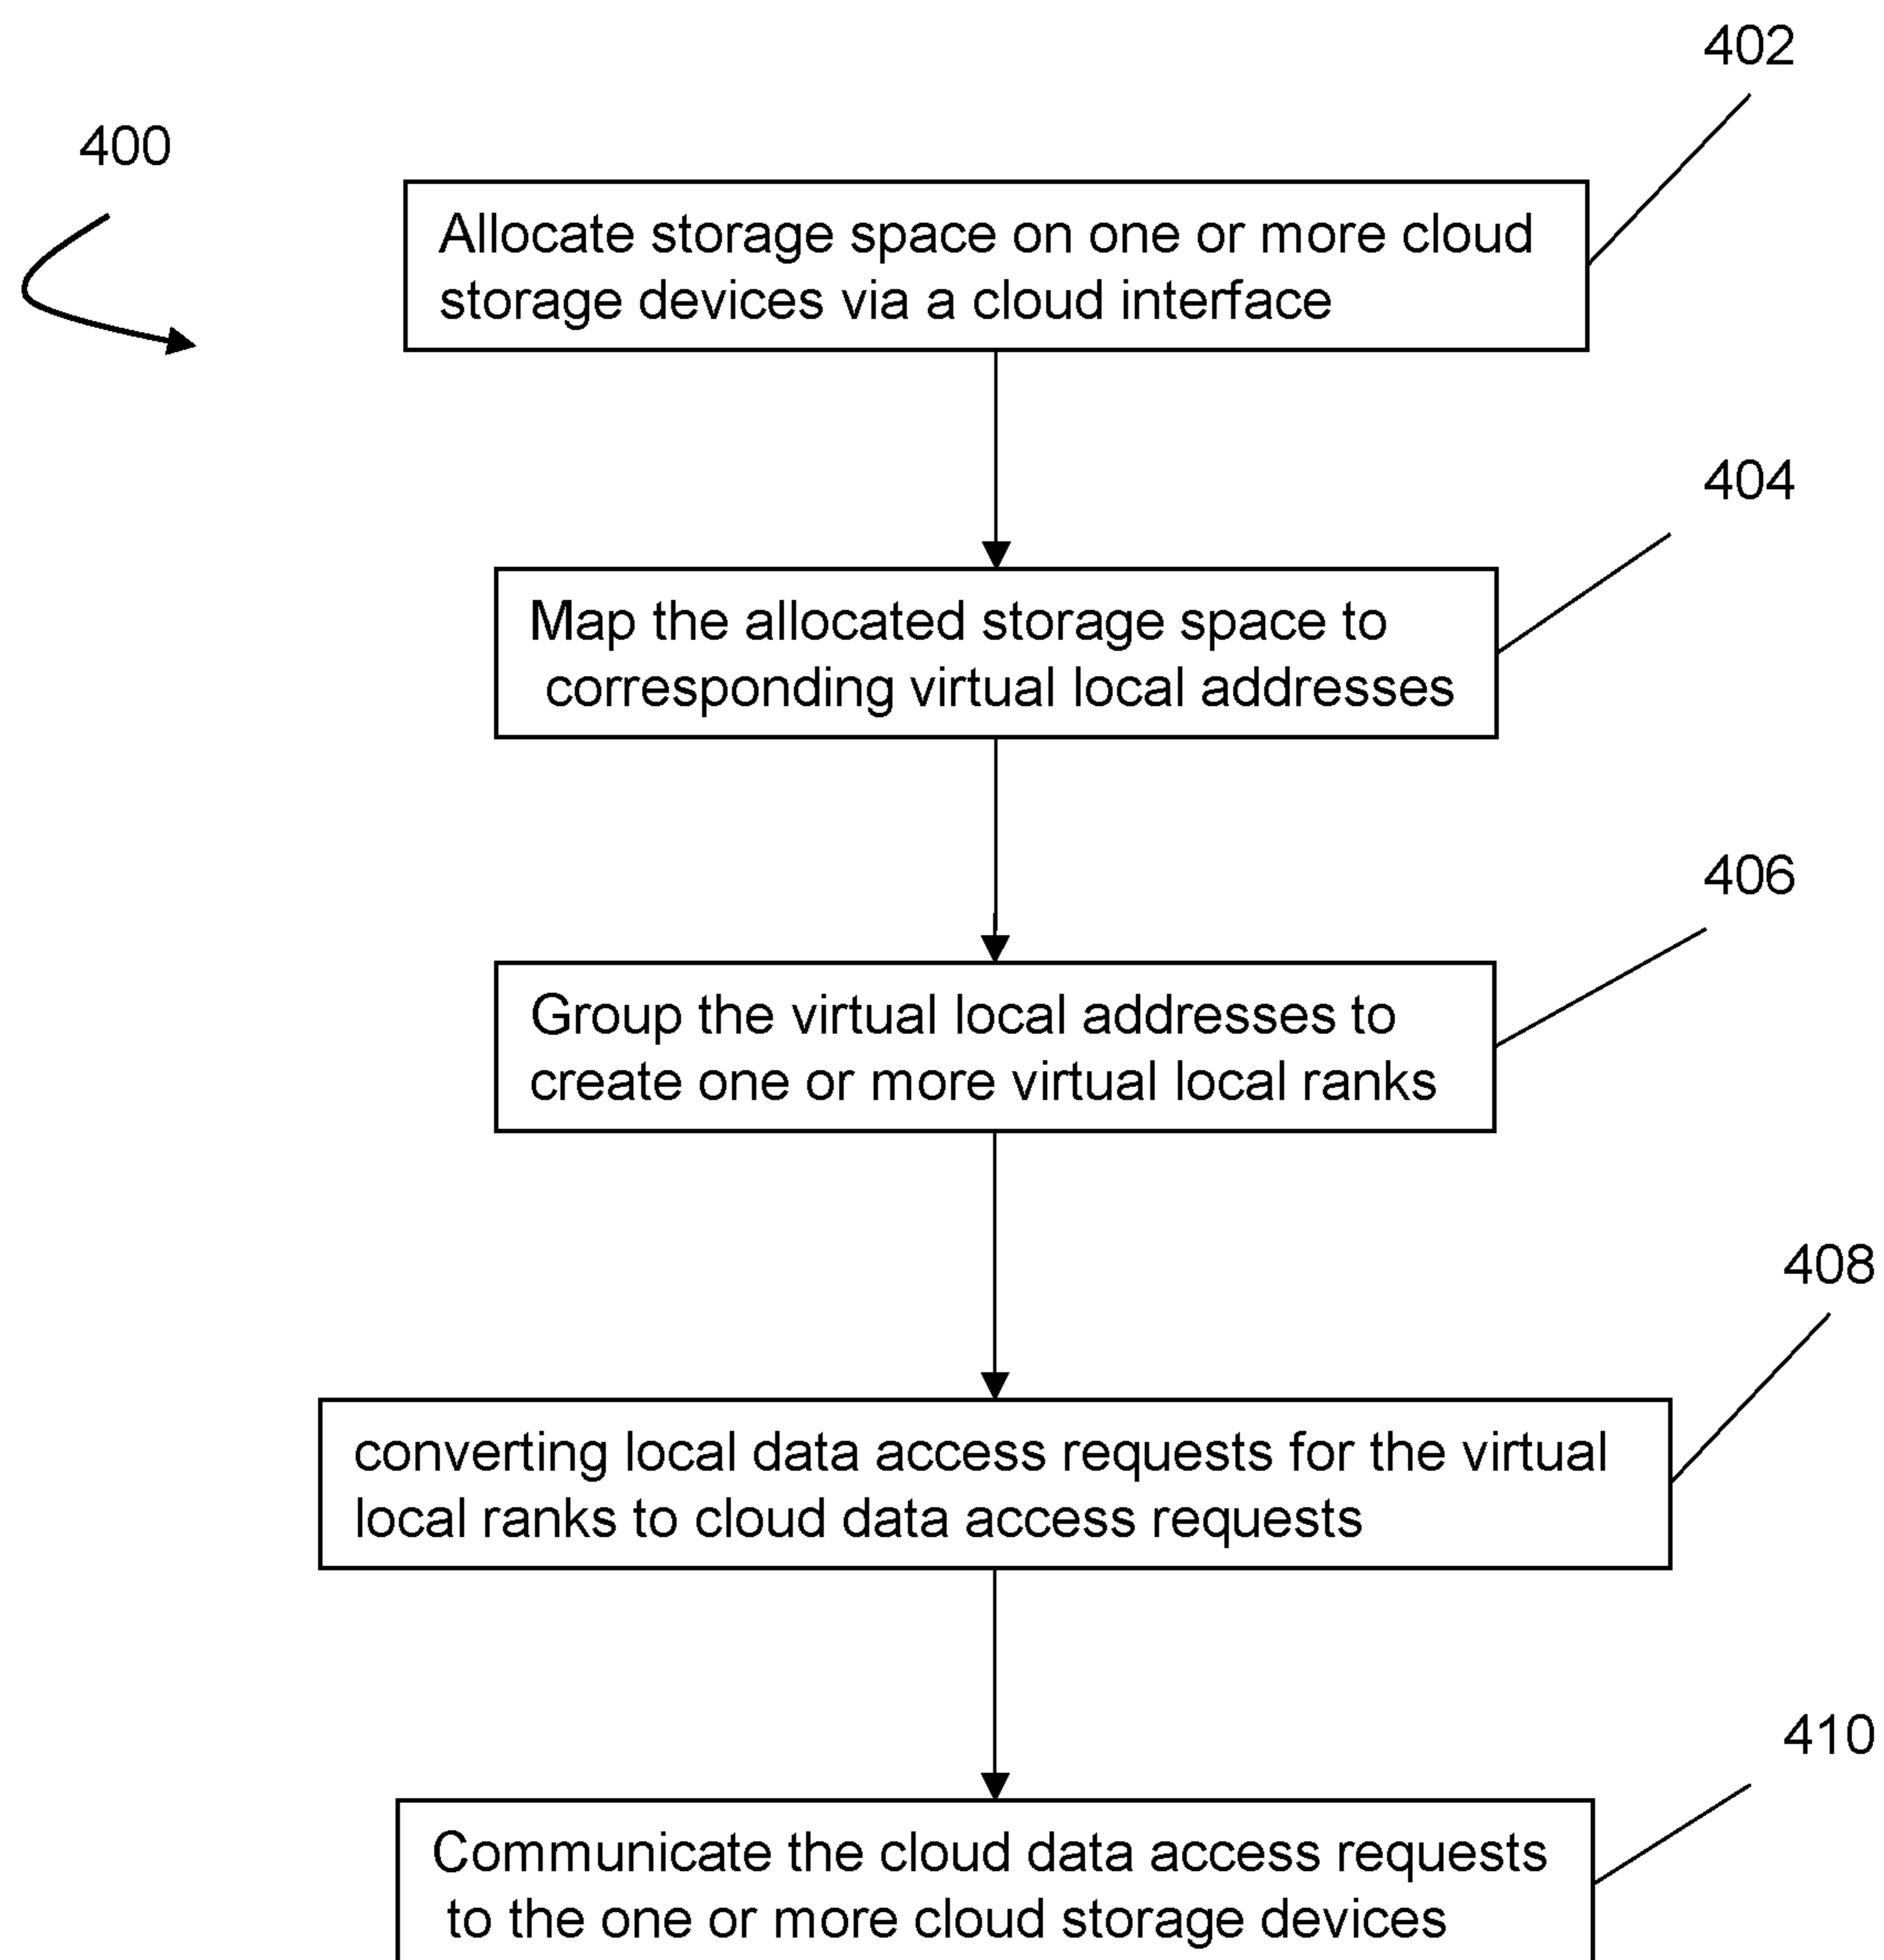 402
400
Allocate storage space on one or more cloud
storage devices via a cloud interface
404
Map the allocated storage space to
corresponding virtual local addresses
406
Group the virtual local addresses to
create one or more virtual local ranks
408
converting local data access requests for the virtual
local ranks to cloud data access requests
410
Communicate the cloud data access requests
to the one or more cloud storage devices